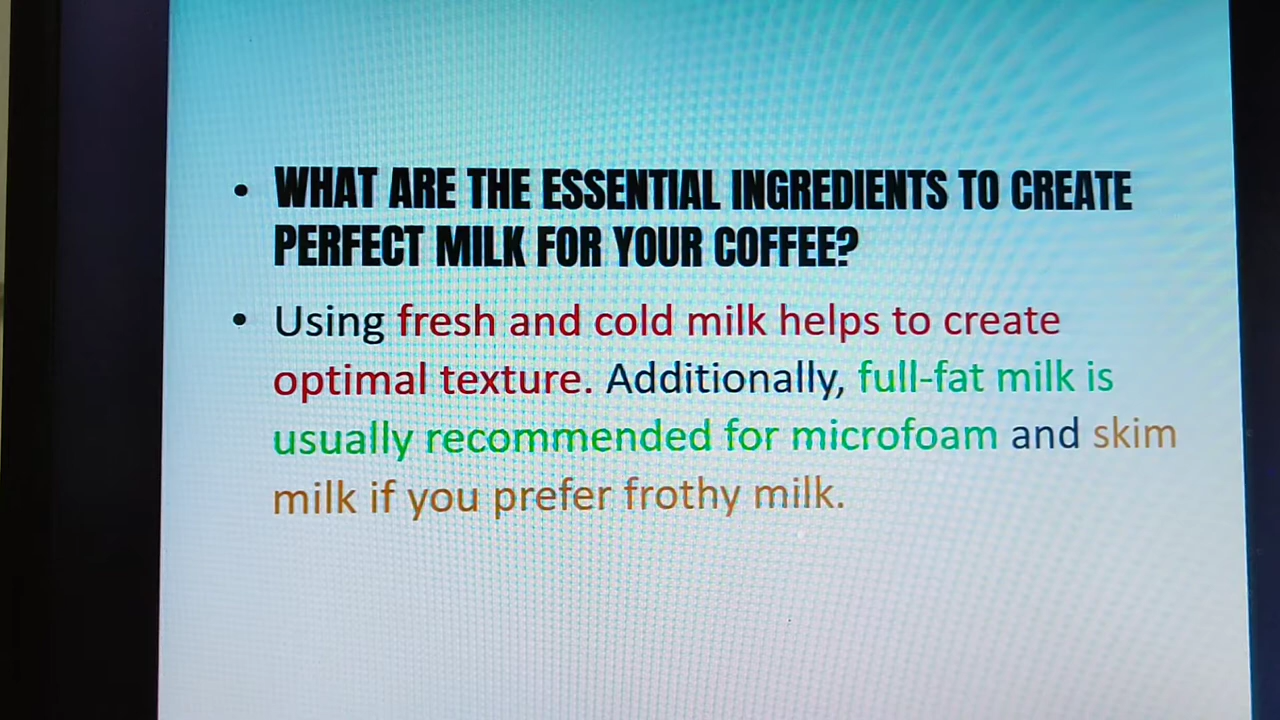 • WHAT ARE THE ESSENTIAL INGREDIENTS TO CREATE
PERFECT MILK FOR YOUR COFFEE?
• Using fresh and cold milk helps to create
optimal texture. Additionally, full-fat milk is
usually recommended for microfoam and skim
milk if you prefer frothy milk.